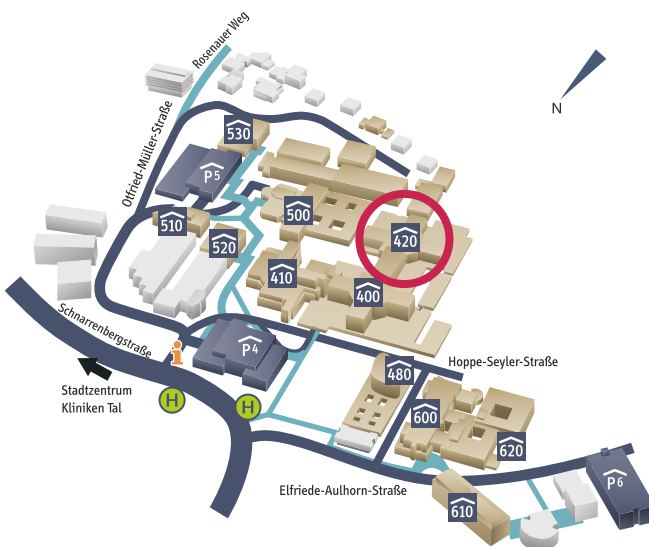 Rosenauer Weg
N
Otfried-Müller-Straße
530
P5
500
510
520
420
410
400
Schnarrenbergstraße
i
P4
Hoppe-Seyler-Straße
480
Stadtzentrum
Kliniken Tal
H
H
600
620
P6
Elfriede-Aulhorn-Straße
610